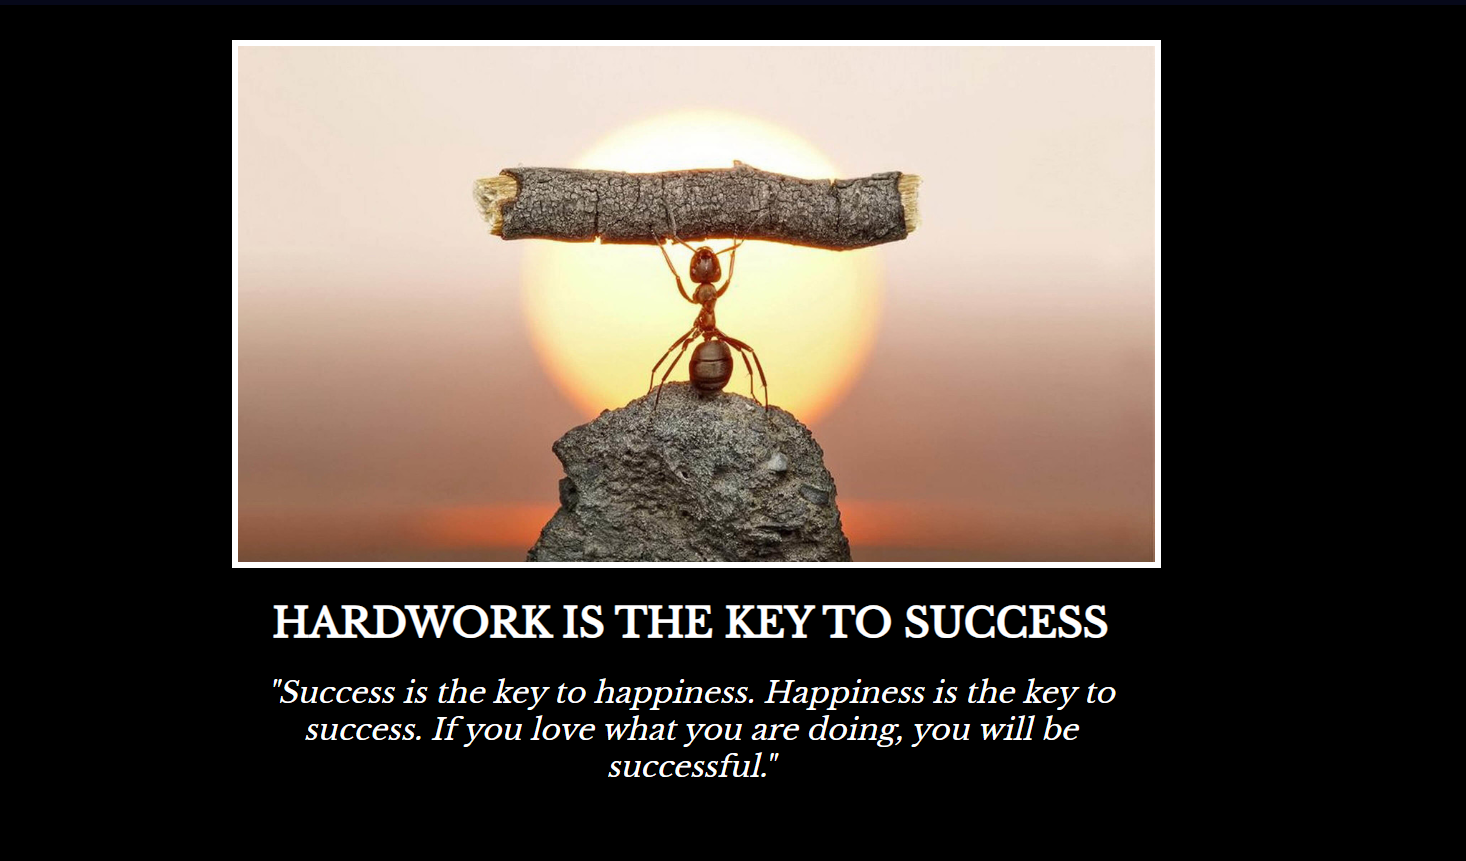 HARDWORK IS THE KEY TO SUCCESS
"Success is the key to happiness. Happiness is the key to
success. If you love what you are doing, you will be
successful."